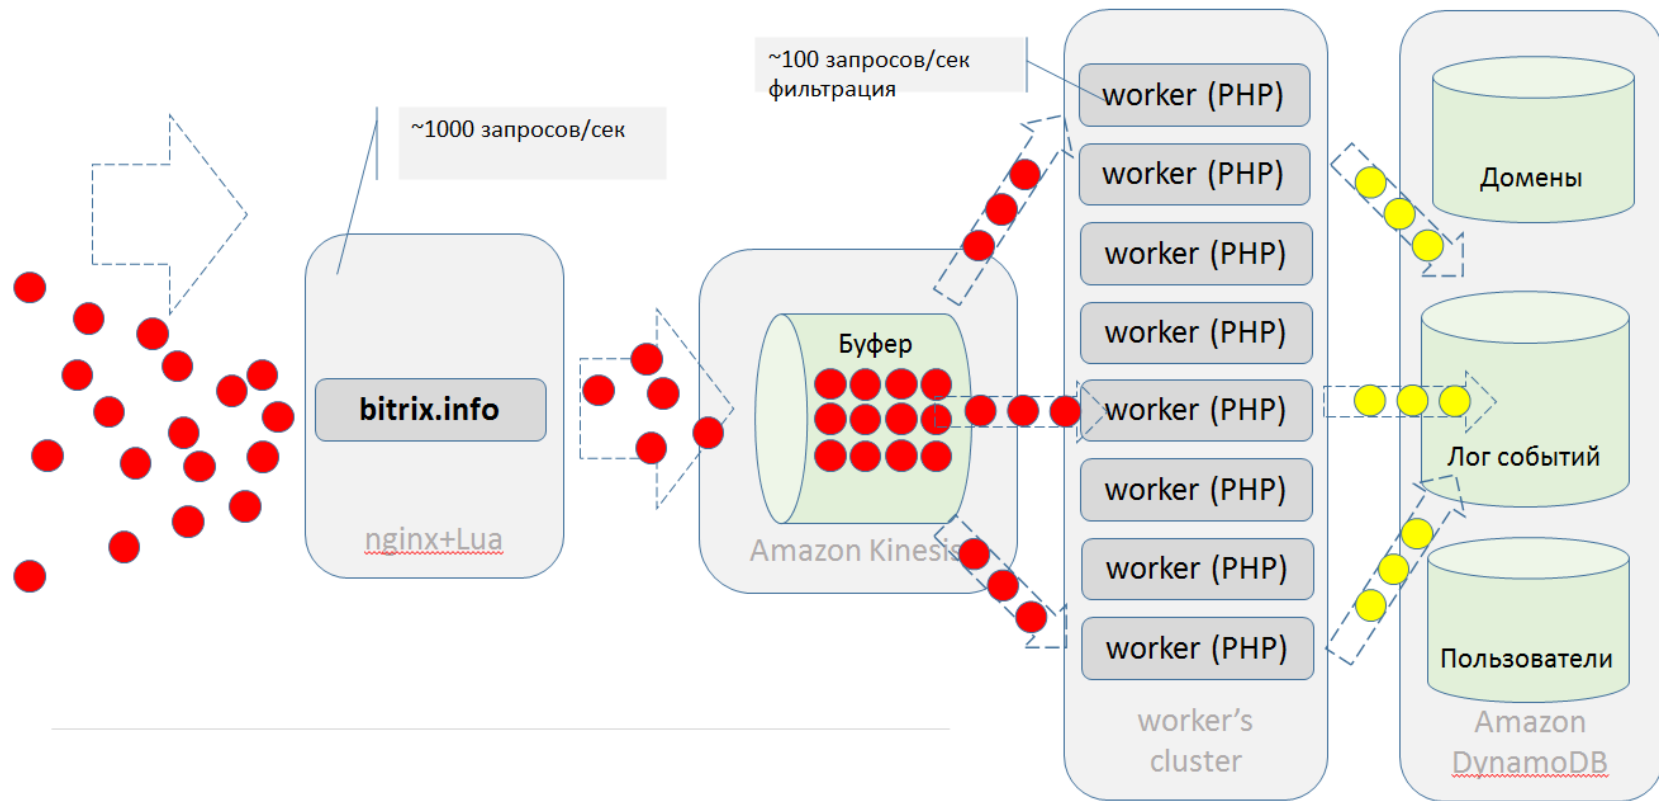 ~1000 запросов/сек
bitrix.info
nginx+Lua
Буфер
Amazon Kinesis
~100 запросов/сек
фильтрация
worker (PHP)
worker (PHP)
worker (PHP)
worker (PHP)
worker (PHP)
worker (PHP)
worker (PHP)
worker (PHP)
worker's
cluster
Домены
Лог событий
Пользователи
Amazon
DynamoDB